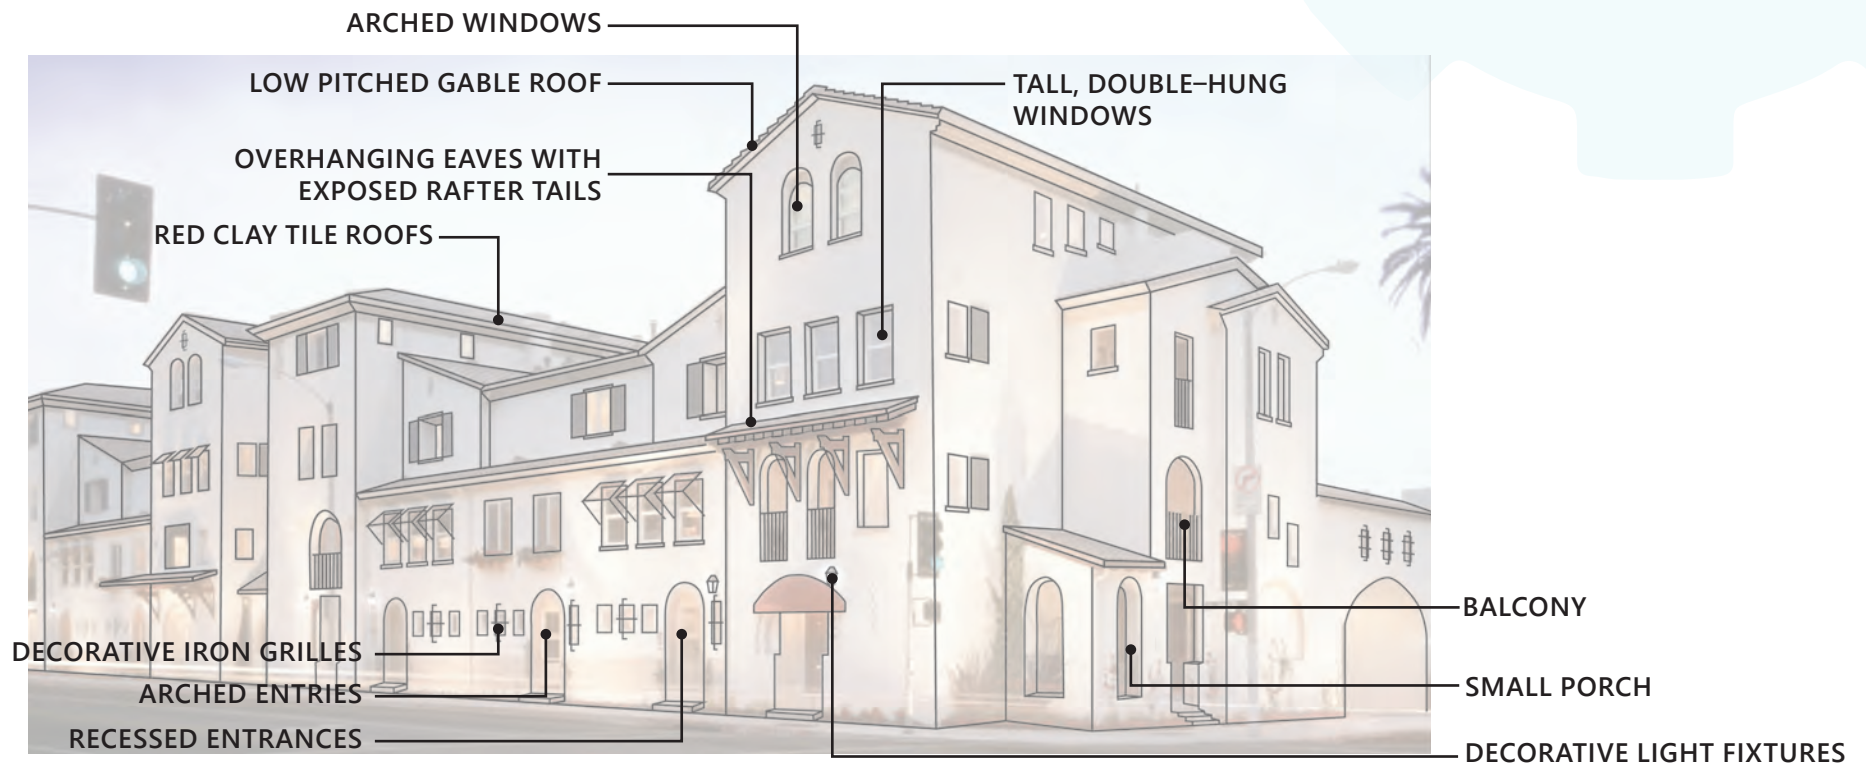 ARCHED WINDOWS
LOW PITCHED GABLE ROOF
TALL, DOUBLE–HUNG
WINDOWS
OVERHANGING EAVES WITH
EXPOSED RAFTER TAILS
RED CLAY TILE ROOFS
BALCONY
DECORATIVE IRON GRILLES
ARCHED ENTRIES
SMALL PORCH
RECESSED ENTRANCES
DECORATIVE LIGHT FIXTURES